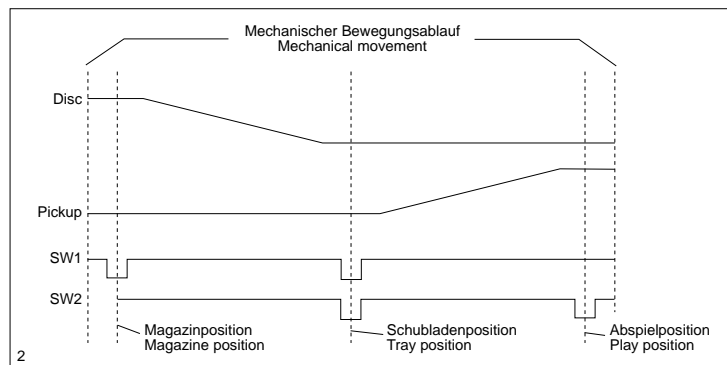 Mechanischer Bewegungsablauf
Mechanical movement
Disc
Pickup
SW1
SW2
Magazinposition
Magazine position
Schubladenposition
Tray position
Abspielposition
Play position
2